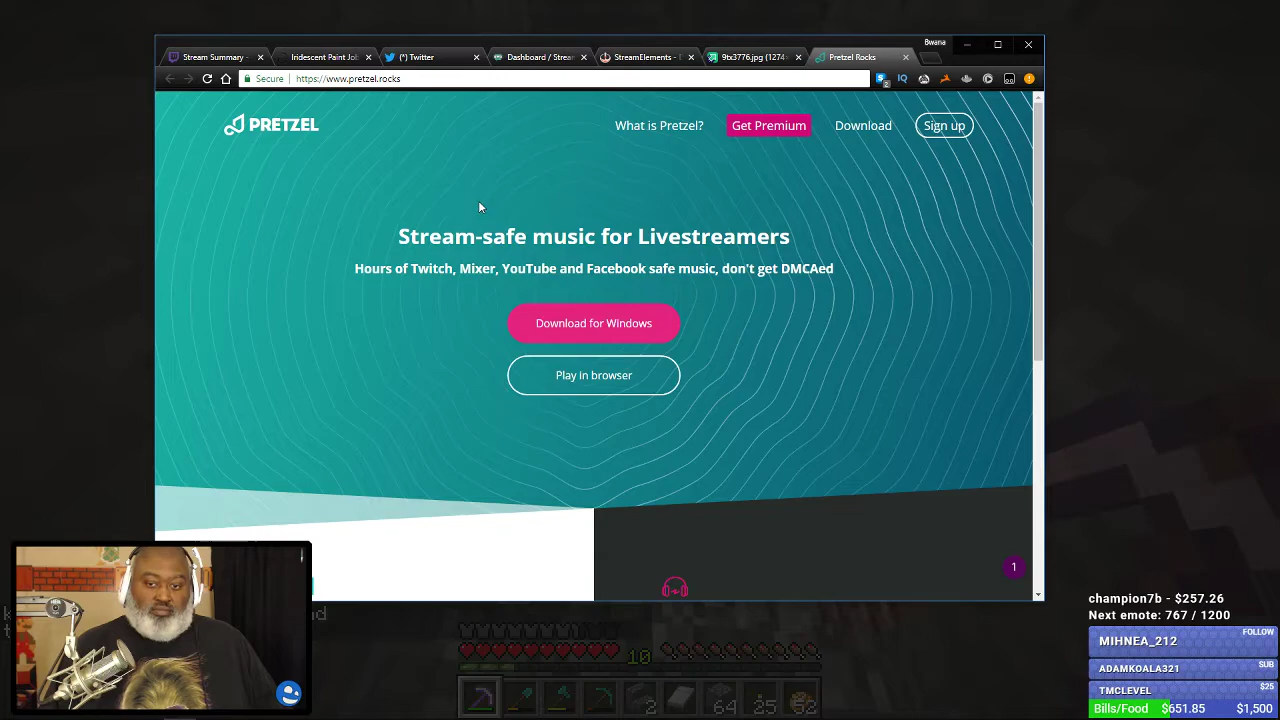 Bwana
Stream Summary -
Iridescent Paint Job
(*) Twitter
Dashboard / Stream
StreamElements - D
9tx3776.jpg (1274×
Pretzel Rocks
Secure
https://www.pretzel.rocks
IQ
2
PRETZEL
What is Pretzel?
Get Premium
Download
Sign up
Stream-safe music for Livestreamers
Hours of Twitch, Mixer, YouTube and Facebook safe music, don't get DMCAed
Download for Windows
Play in browser
1
champion7b - $257.26
Next emote: 767 / 1200
FOLLOW
MIHNEA_212
SUB
ADAMKOALA321
$25
TMCLEVEL
Bills/Food $651.85 $1,500
10
2
64
25